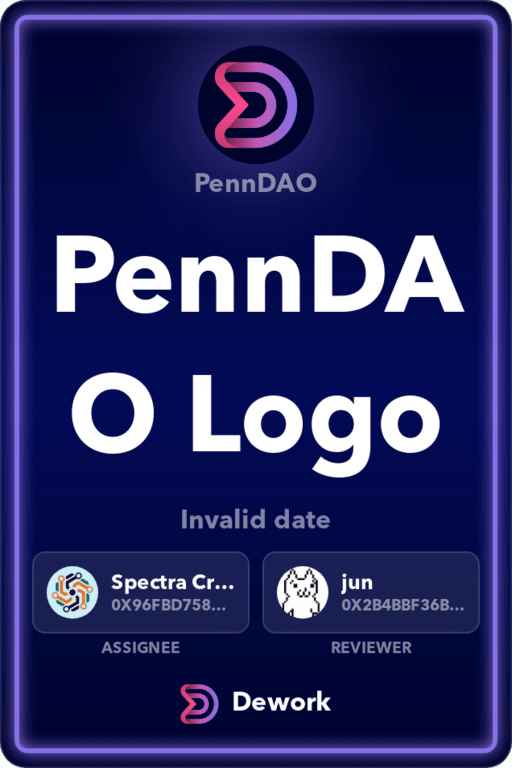 PennDAO
PennDA
O Logo
Invalid date
Spectra Cr...
0X96FBD758...
jun
0X2B4BBF36B...
ASSIGNEE
REVIEWER
Dework